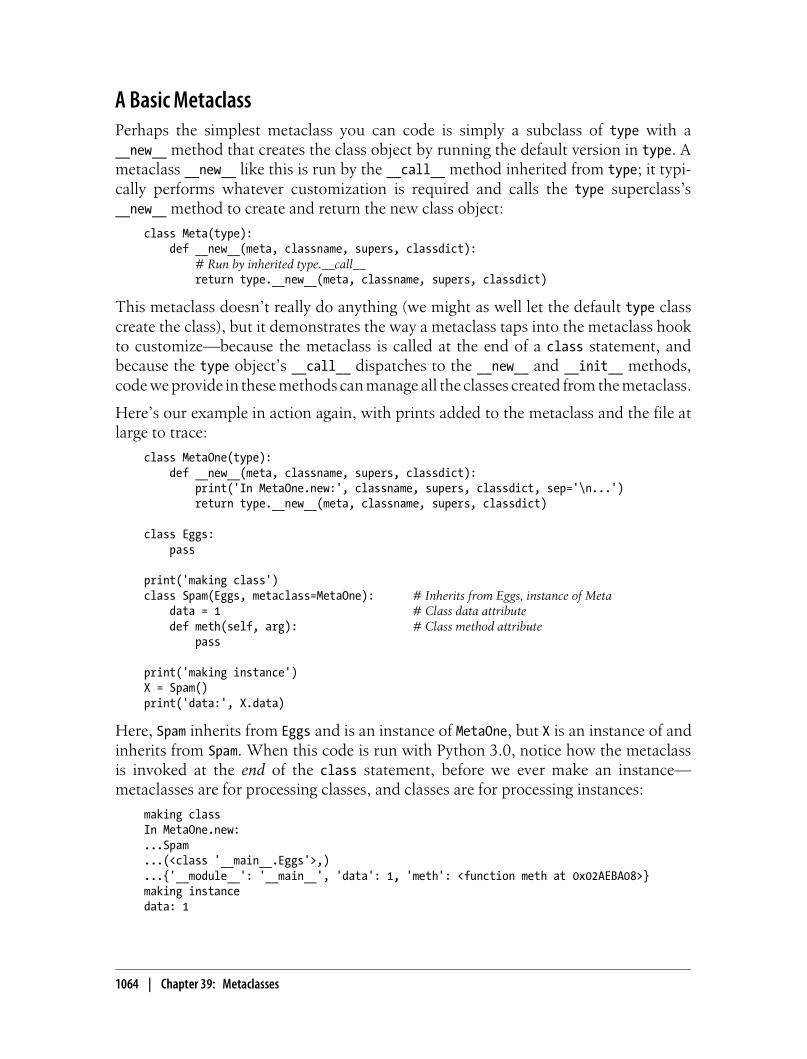 A Basic Metaclass
Perhaps the simplest metaclass you can code is simply a subclass of type with a
__new__ method that creates the class object by running the default version in type. A
metaclass __new__ like this is run by the __call__ method inherited from type; it typi-
cally performs whatever customization is required and calls the type superclass’s
__new__ method to create and return the new class object:
class Meta(type):
    def __new__(meta, classname, supers, classdict):
        # Run by inherited type.__call__
        return type.__new__(meta, classname, supers, classdict)
This metaclass doesn’t really do anything (we might as well let the default type class
create the class), but it demonstrates the way a metaclass taps into the metaclass hook
to customize—because the metaclass is called at the end of a class statement, and
because the type object’s __call__ dispatches to the __new__ and __init__ methods,
code we provide in these methods can manage all the classes created from the metaclass.
Here’s our example in action again, with prints added to the metaclass and the file at
large to trace:
class MetaOne(type):
    def __new__(meta, classname, supers, classdict):
        print('In MetaOne.new:', classname, supers, classdict, sep='\n...')
        return type.__new__(meta, classname, supers, classdict)
class Eggs:
    pass
print('making class')
class Spam(Eggs, metaclass=MetaOne):      # Inherits from Eggs, instance of Meta
    data = 1                              # Class data attribute
    def meth(self, arg):                  # Class method attribute
        pass
print('making instance')
X = Spam()
print('data:', X.data)
Here, Spam inherits from Eggs and is an instance of MetaOne, but X is an instance of and
inherits from Spam. When this code is run with Python 3.0, notice how the metaclass
is invoked at the end of the class statement, before we ever make an instance—
metaclasses are for processing classes, and classes are for processing instances:
making class
In MetaOne.new:
...Spam
...(<class '__main__.Eggs'>,)
...{'__module__': '__main__', 'data': 1, 'meth': <function meth at 0x02AEBA08>}
making instance
data: 1
1064 | Chapter 39: Metaclasses